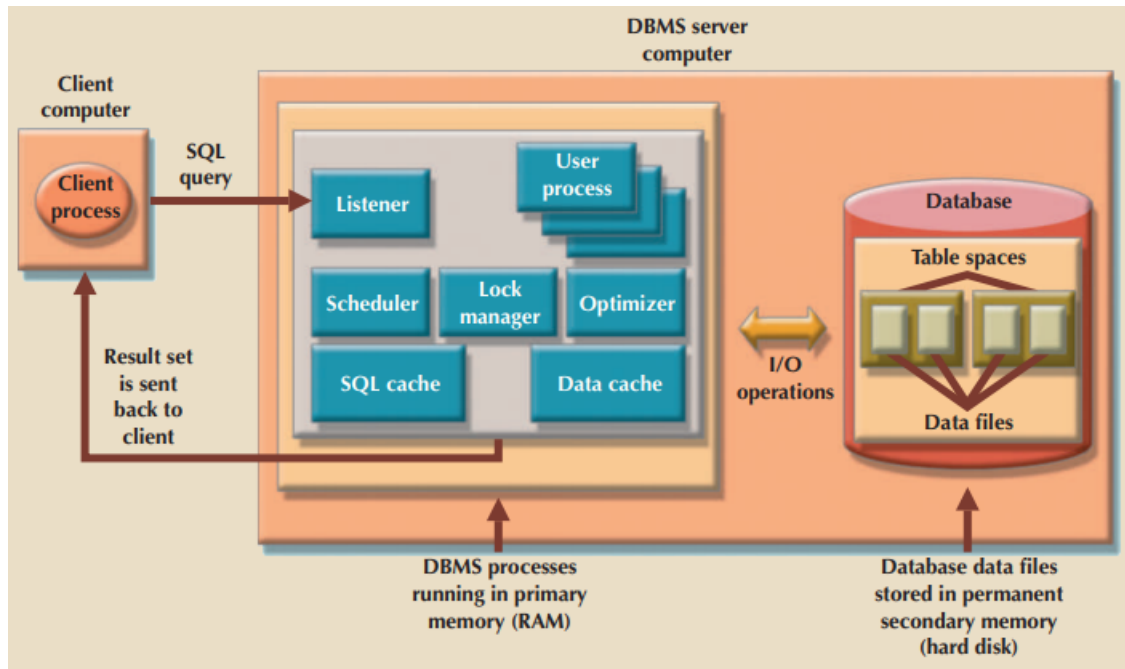 DBMS server
computer
Client
computer
Client
process
SQL
query
Listener
User
process
Scheduler
Lock
manager
Optimizer
SQL cache
Data cache
Result set
is sent
back to
client
I/O
operations
Database
Table spaces
Data files
DBMS processes
running in primary
memory (RAM)
Database data files
stored in permanent
secondary memory
(hard disk)